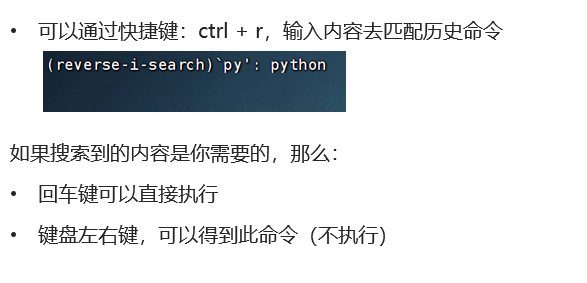 • 可以通过快捷键：ctrl + r，输入内容去匹配历史命令
(reverse-i-search)`py': python
如果搜索到的内容是你需要的，那么：
• 回车键可以直接执行
• 键盘左右键，可以得到此命令（不执行）